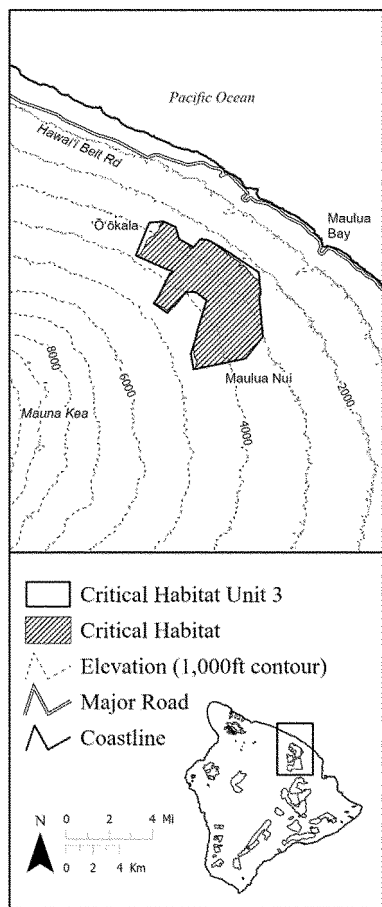 Pacific Ocean
Hawai'i Belt Rd
Maulua
Bay
'Ō'ōkala
Maulua Nui
8000
6000
4000
2000
Mauna Kea
Critical Habitat Unit 3
Critical Habitat
Elevation (1,000ft contour)
Major Road
Coastline
N
0 2 4 Mi
0 2 4 Km